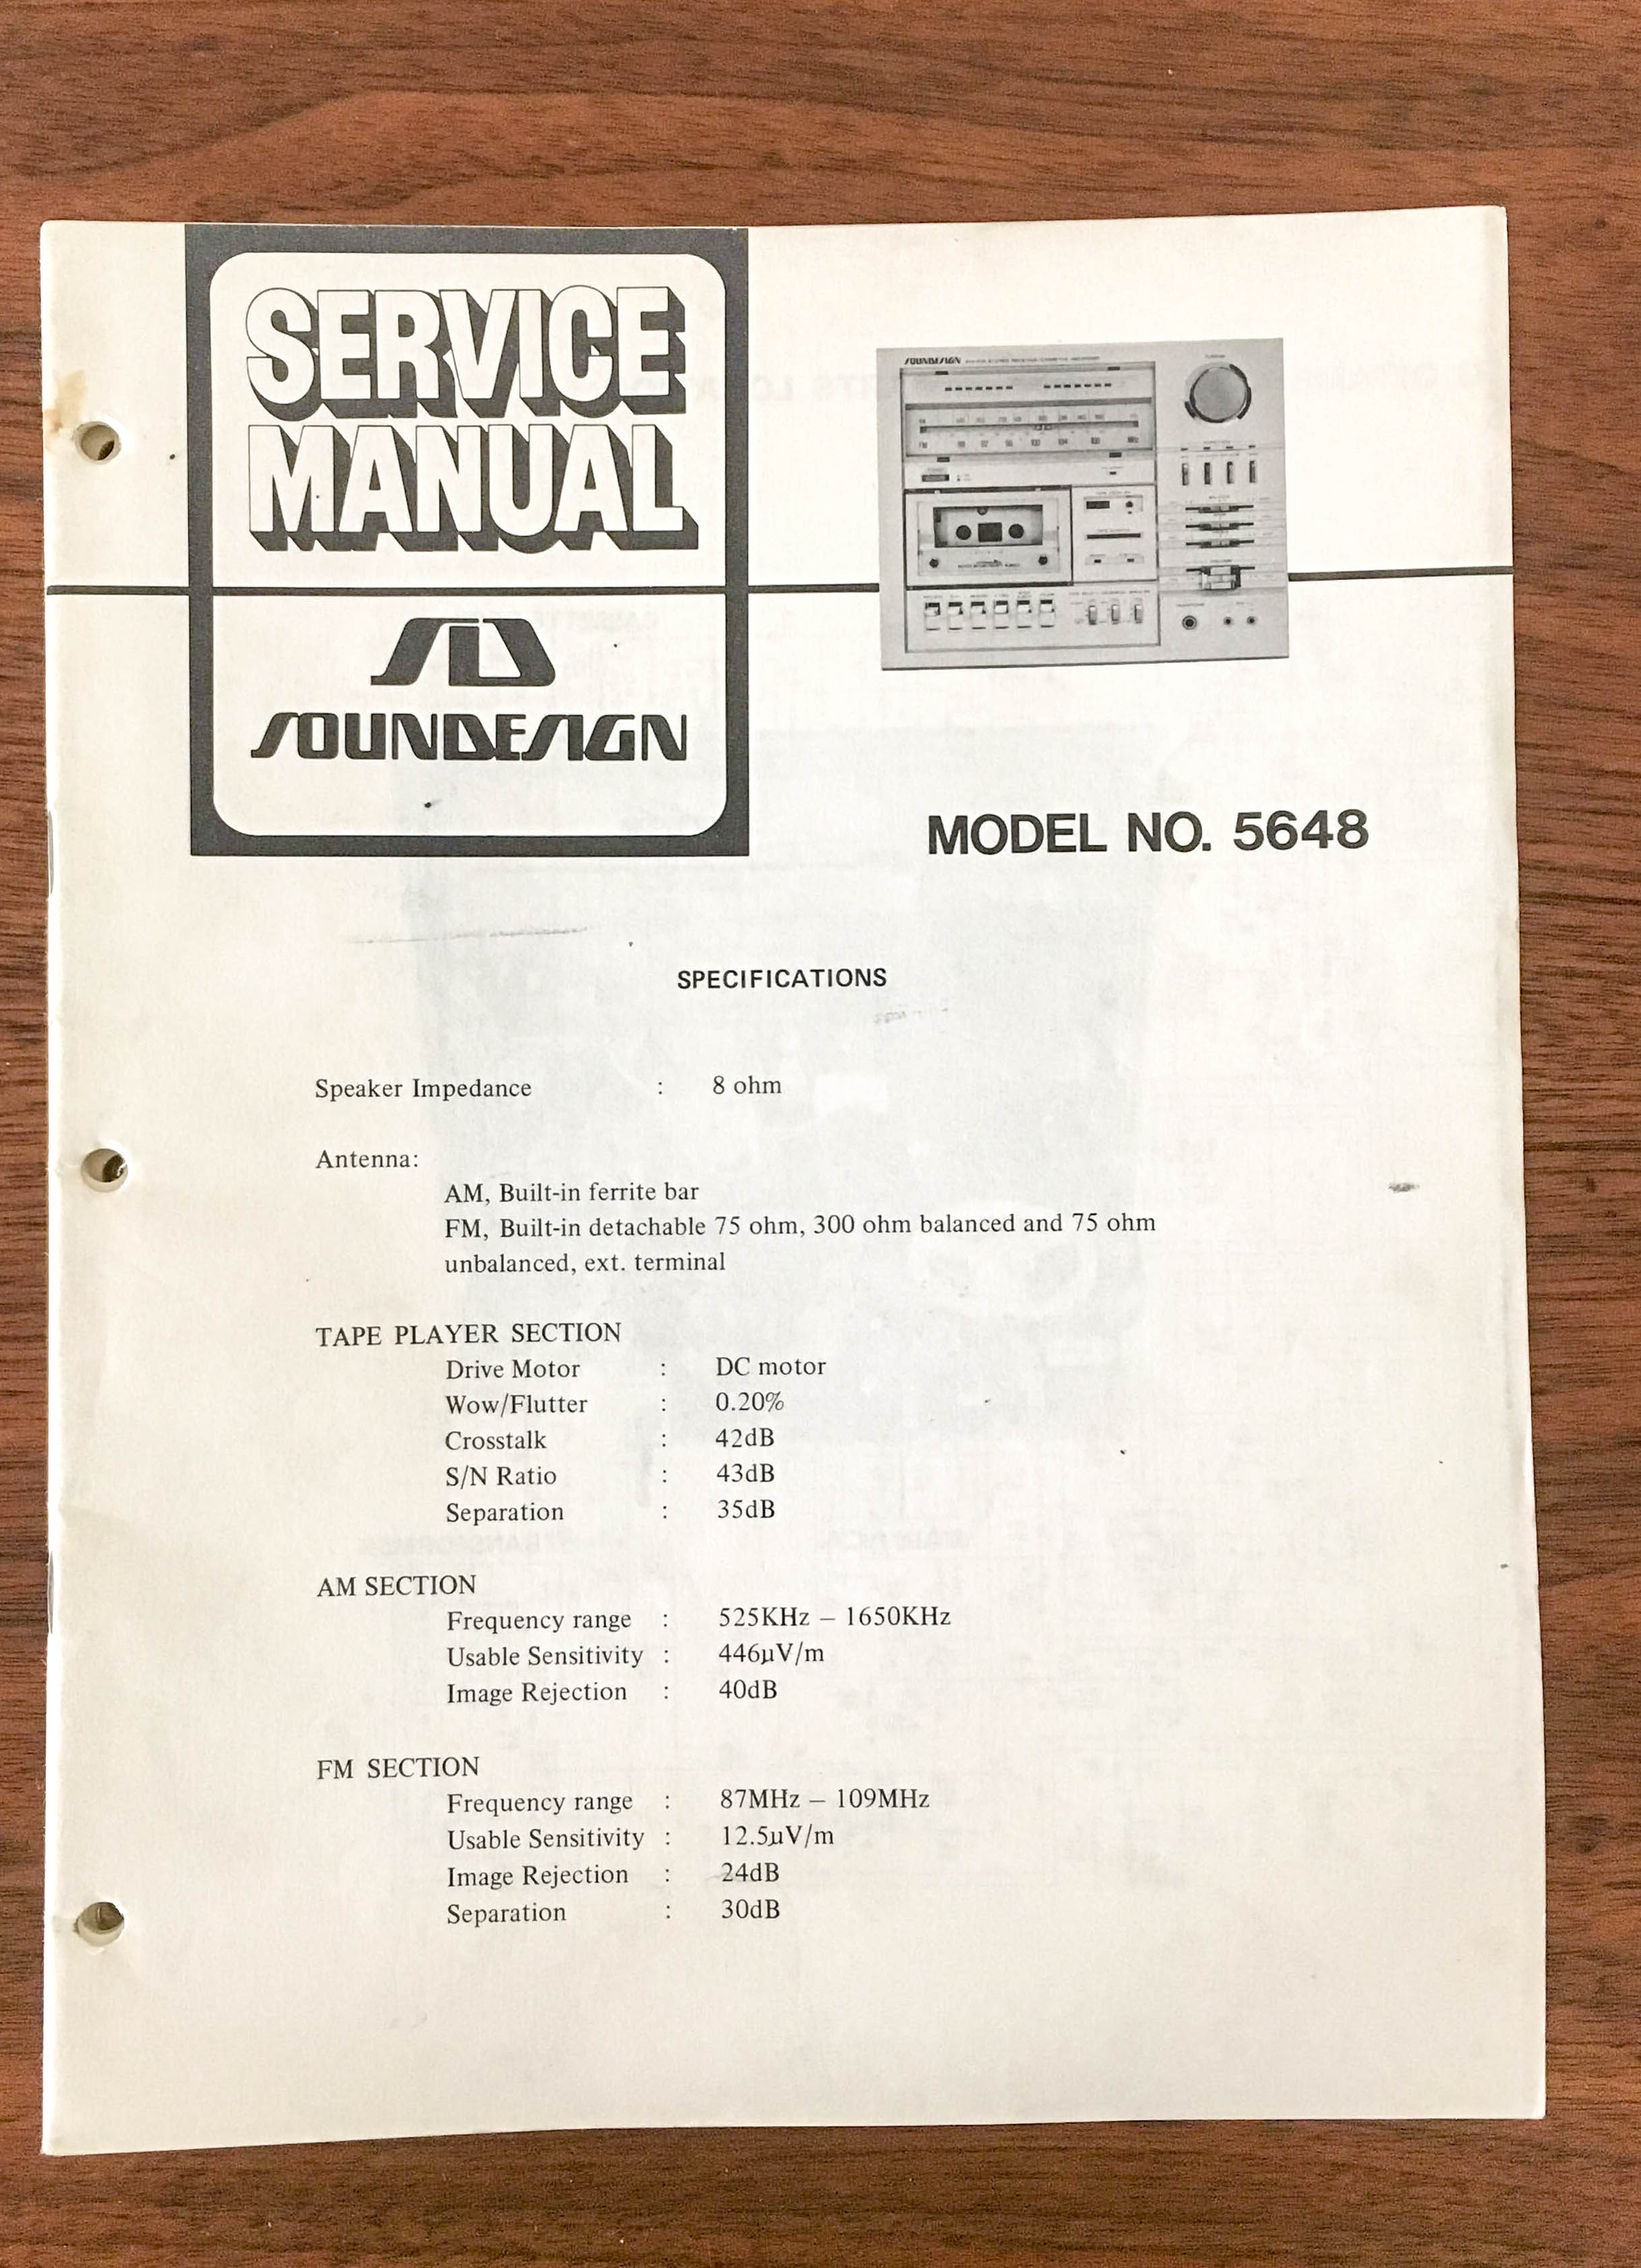 SERVICE
MANUAL
SD
SOUNDESIGN
SOUNDESIGN
MODEL NO. 5648
SPECIFICATIONS
Speaker Impedance : 8 ohm
Antenna:
AM, Built-in ferrite bar
FM, Built-in detachable 75 ohm, 300 ohm balanced and 75 ohm
unbalanced, ext. terminal
TAPE PLAYER SECTION
Drive Motor : DC motor
Wow/Flutter : 0.20%
Crosstalk : 42dB
S/N Ratio : 43dB
Separation : 35dB
AM SECTION
Frequency range : 525KHz – 1650KHz
Usable Sensitivity : 446µV/m
Image Rejection : 40dB
FM SECTION
Frequency range : 87MHz – 109MHz
Usable Sensitivity : 12.5µV/m
Image Rejection : 24dB
Separation : 30dB